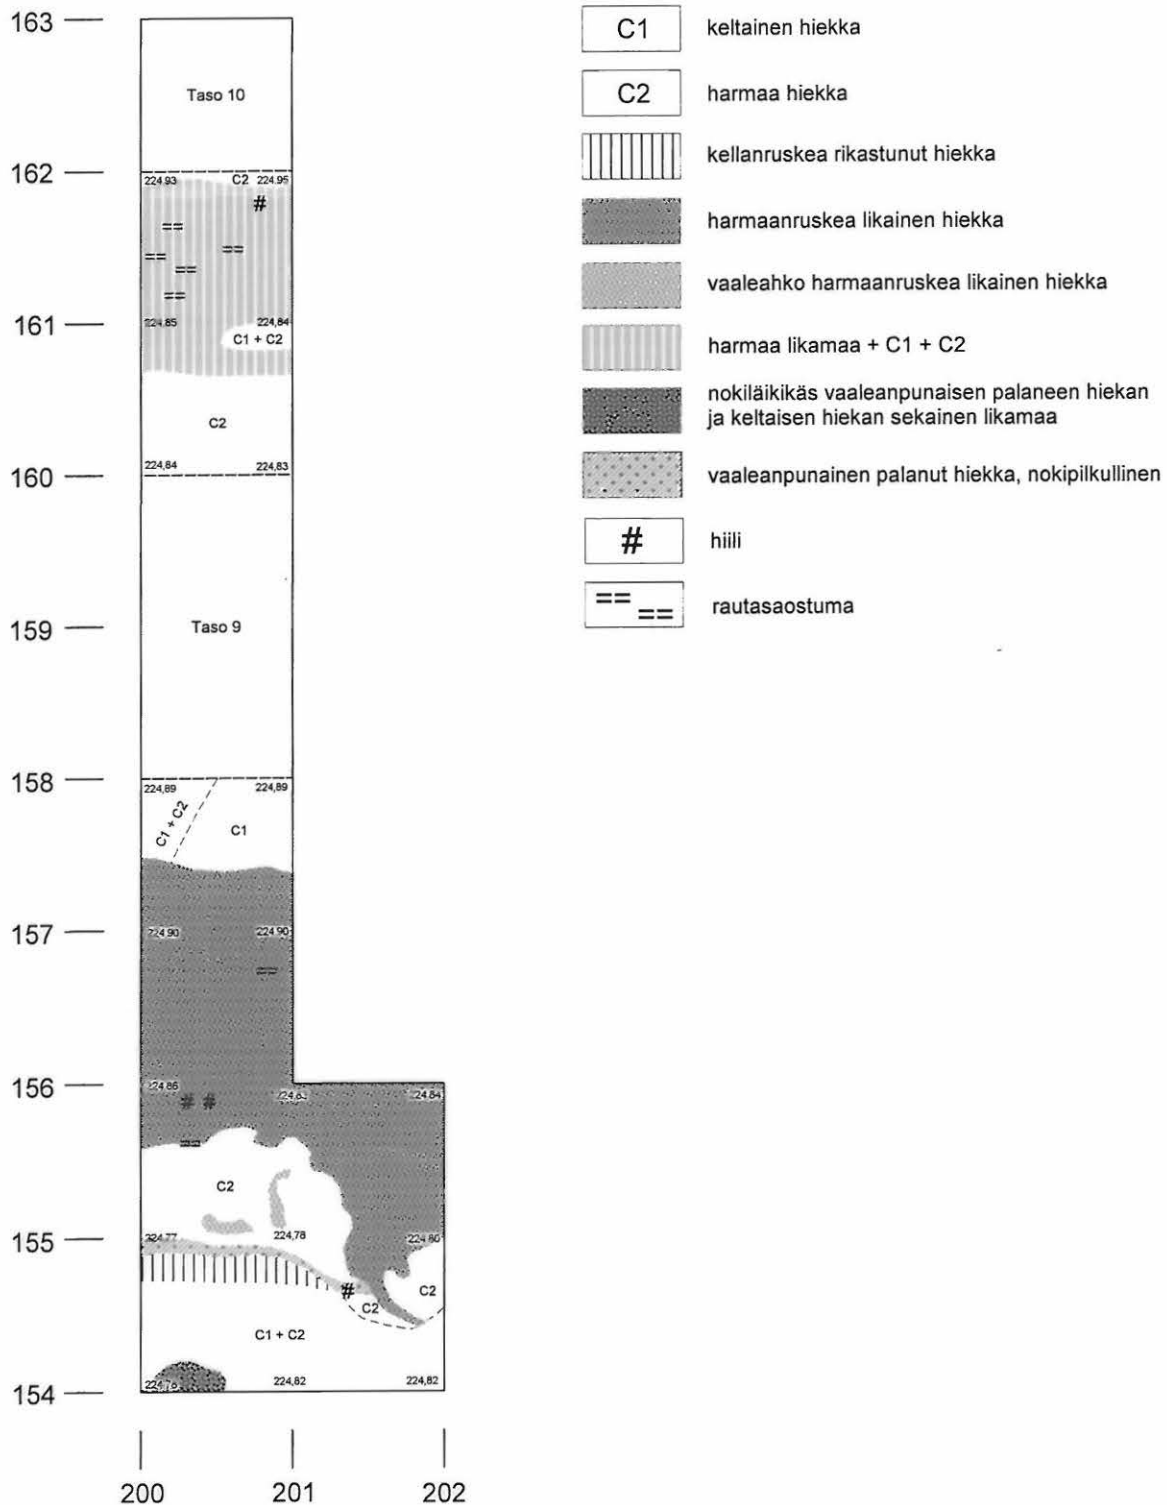 163
Taso 10
162
224.93
C2
224.95
#
==
==
==
==
==
161
224,85
224,84
C1 + C2
C2
224,84
224,83
160
159
Taso 9
158
224,89
224,89
C1 + C2
C1
157
224.90
224.90
==
156
224.86
224.83
224.84
# #
==
C2
155
224.77
224,78
224.80
#
C2
C2
C1 + C2
154
224,82
224,82
200
201
202
C1
keltainen hiekka
C2
harmaa hiekka
kellanruskea rikastunut hiekka
harmaanruskea likainen hiekka
vaaleahko harmaanruskea likainen hiekka
harmaa likamaa + C1 + C2
nokiläikikäs vaaleanpunaisen palaneen hiekan
ja keltaisen hiekan sekainen likamaa
vaaleanpunainen palanut hiekka, nokipilkullinen
#
hiili
==
==
rautasaostuma